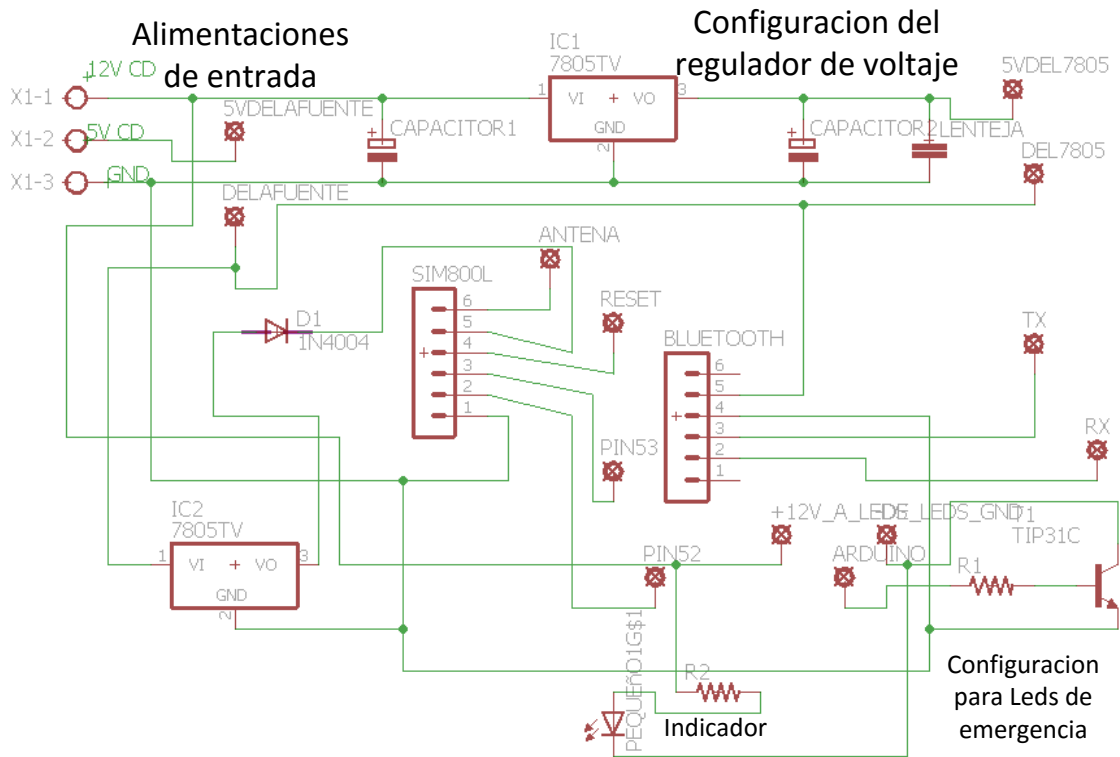 Alimentaciones
de entrada
Configuracion del
regulador de voltaje
IC1
7805TV
12V CD
X1-1
5VDELAFUENTE
1
VI
+
VO
3
GND
2
5VDEL7805
5V CD
X1-2
CAPACITOR1
CAPACITOR2
LENTEJA
DEL7805
GND
X1-3
DELAFUENTE
ANTENA
SIM800L
6
5
4
3
2
1
RESET
D1
1N4004
BLUETOOTH
6
5
4
3
2
1
TX
RX
PIN53
IC2
7805TV
1
VI
+
VO
3
GND
2
+12V_A_LEDS
_LEDS_GND
T1
TIP31C
PIN52
ARDUINO
R1
PEQUEñO1G$1
R2
Indicador
Configuracion
para Leds de
emergencia